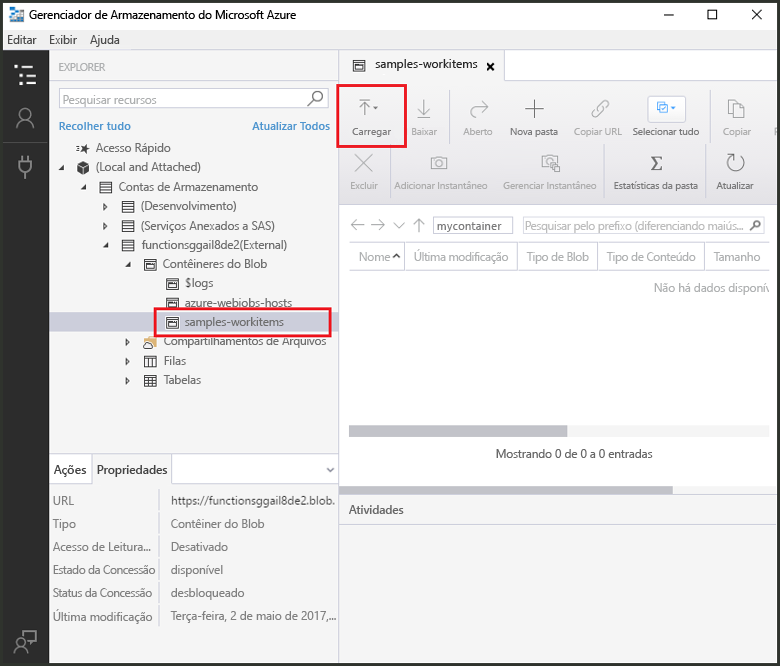 Gerenciador de Armazenamento do Microsoft Azure
Editar Exibir Ajuda
EXPLORER
Pesquisar recursos
Recolher tudo Atualizar Todos
Acesso Rápido
(Local and Attached)
Contas de Armazenamento
(Desenvolvimento)
(Serviços Anexados a SAS)
functionsggail8de2(External)
Contêineres do Blob
$logs
azure-webjobs-hosts
samples-workitems
Compartilhamentos de Arquivos
Filas
Tabelas
Ações Propriedades
URL https://functionsggail8de2.blob.
Tipo Contêiner do Blob
Acesso de Leitura... Desativado
Estado da Concessão disponível
Status da Concessão desbloqueado
Última modificação Terça-feira, 2 de maio de 2017,...
samples-workitems
Carregar Baixar Aberto Nova pasta Copiar URL Selecionar tudo Copiar
Excluir Adicionar Instantâneo Gerenciar Instantâneo Estatísticas da pasta Atualizar
mycontainer Pesquisar pelo prefixo (diferenciando maiús...
Nome Última modificação Tipo de Blob Tipo de Conteúdo Tamanho
Não há dados disponív
Mostrando 0 de 0 a 0 entradas
Atividades